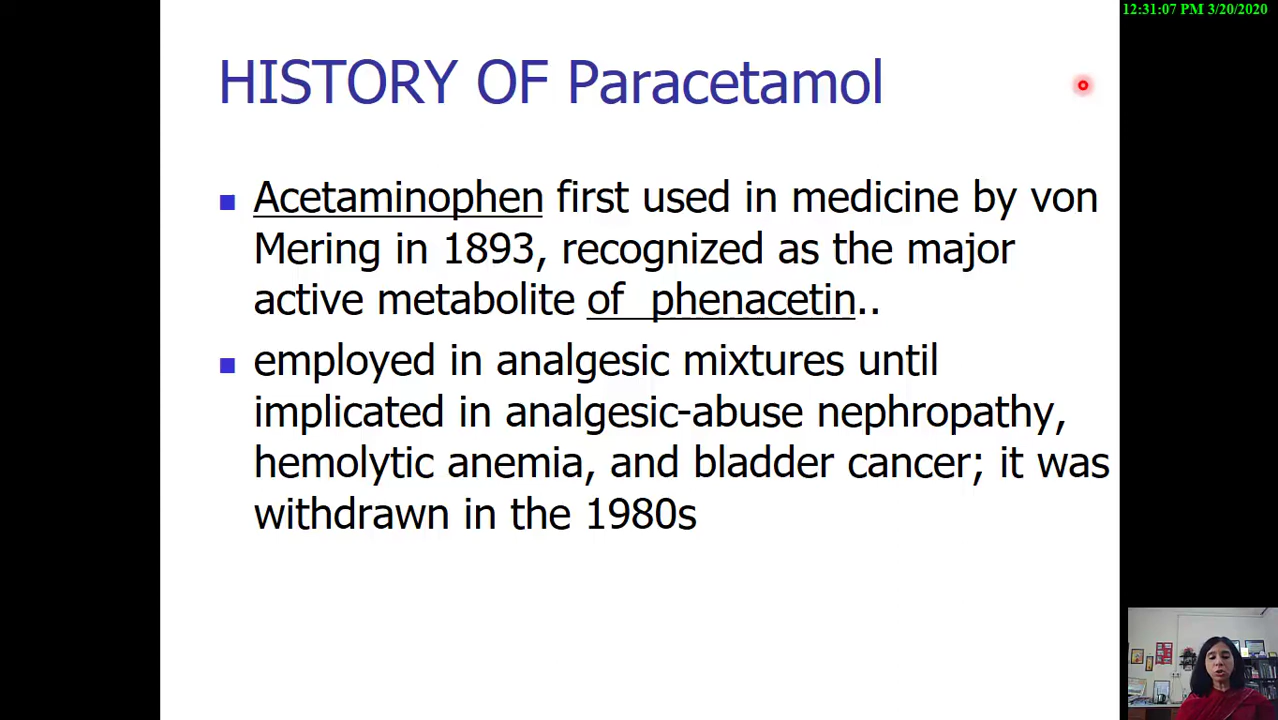 12:31:07 PM 3/20/2020
HISTORY OF Paracetamol
Acetaminophen first used in medicine by von
Mering in 1893, recognized as the major
active metabolite of phenacetin..
employed in analgesic mixtures until
implicated in analgesic-abuse nephropathy,
hemolytic anemia, and bladder cancer; it was
withdrawn in the 1980s